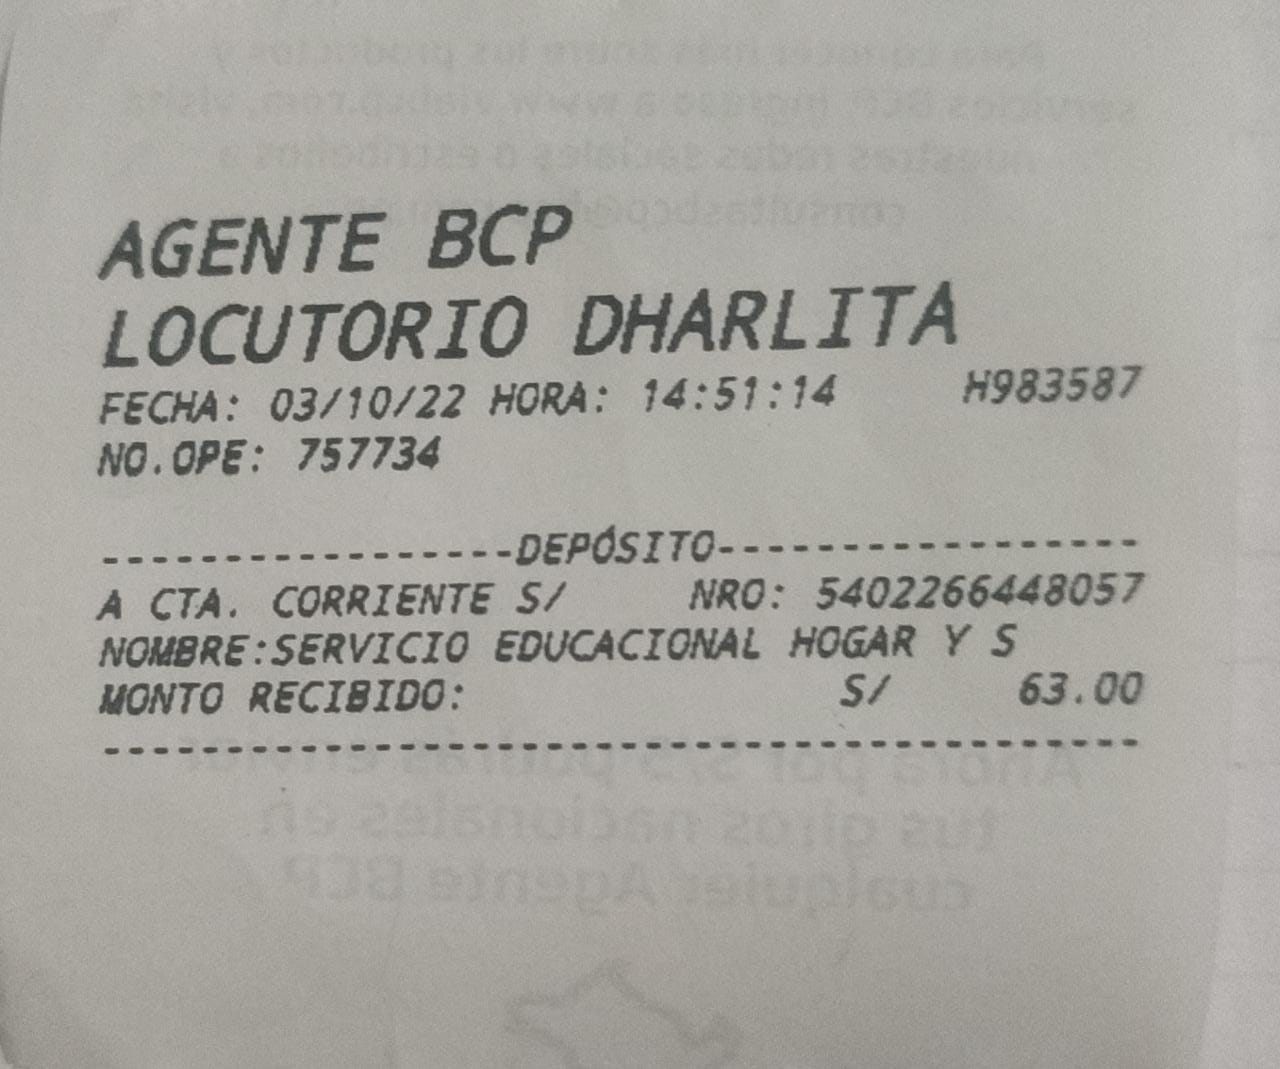 AGENTE BCP
LOCUTORIO DHARLITA
FECHA: 03/10/22 HORA: 14:51:14 H983587
NO.OPE: 757734
------------------DEPÓSITO------------------
A CTA. CORRIENTE S/ NRO: 5402266448057
NOMBRE:SERVICIO EDUCACIONAL HOGAR Y S
MONTO RECIBIDO: S/ 63.00